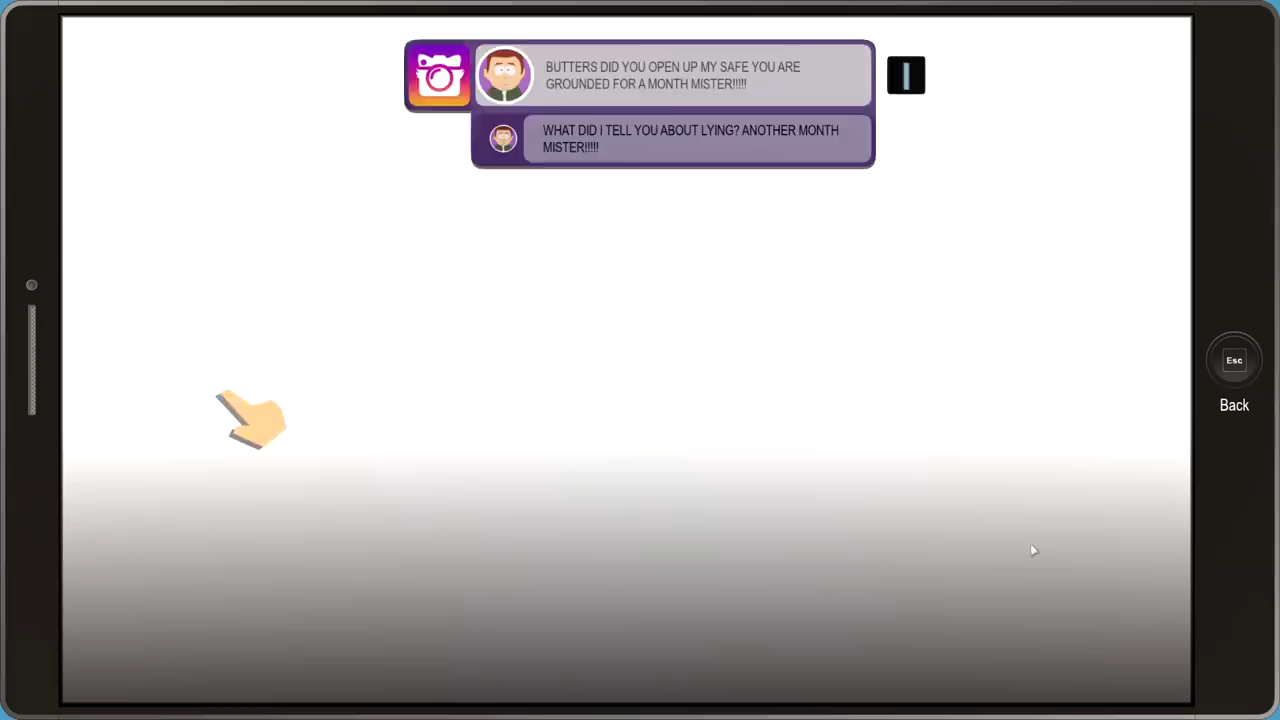 BUTTERS DID YOU OPEN UP MY SAFE YOU ARE
GROUNDED FOR A MONTH MISTER!!!!!
WHAT DID I TELL YOU ABOUT LYING? ANOTHER MONTH
MISTER!!!!!
Esc
Back